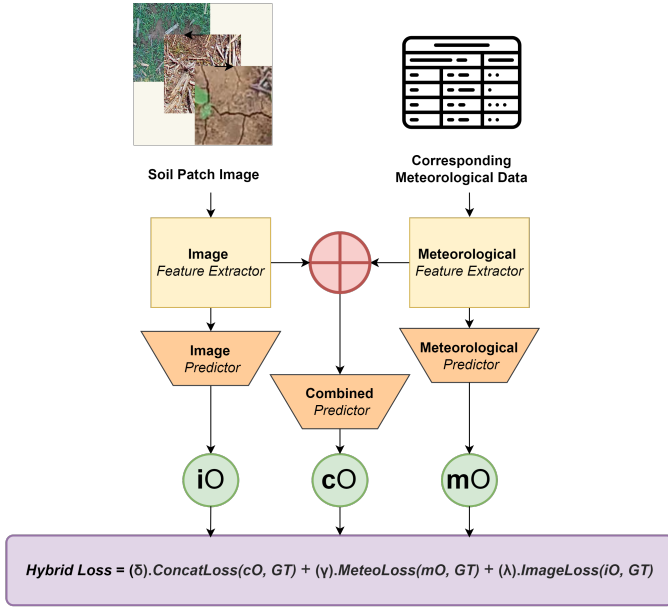 Soil Patch Image
Corresponding
Meteorological Data
Image
Feature Extractor
Meteorological
Feature Extractor
Image
Predictor
Meteorological
Predictor
Combined
Predictor
iO
cO
mO
Hybrid Loss = (δ).ConcatLoss(cO, GT) + (γ).MeteoLoss(mO, GT) + (λ).ImageLoss(iO, GT)